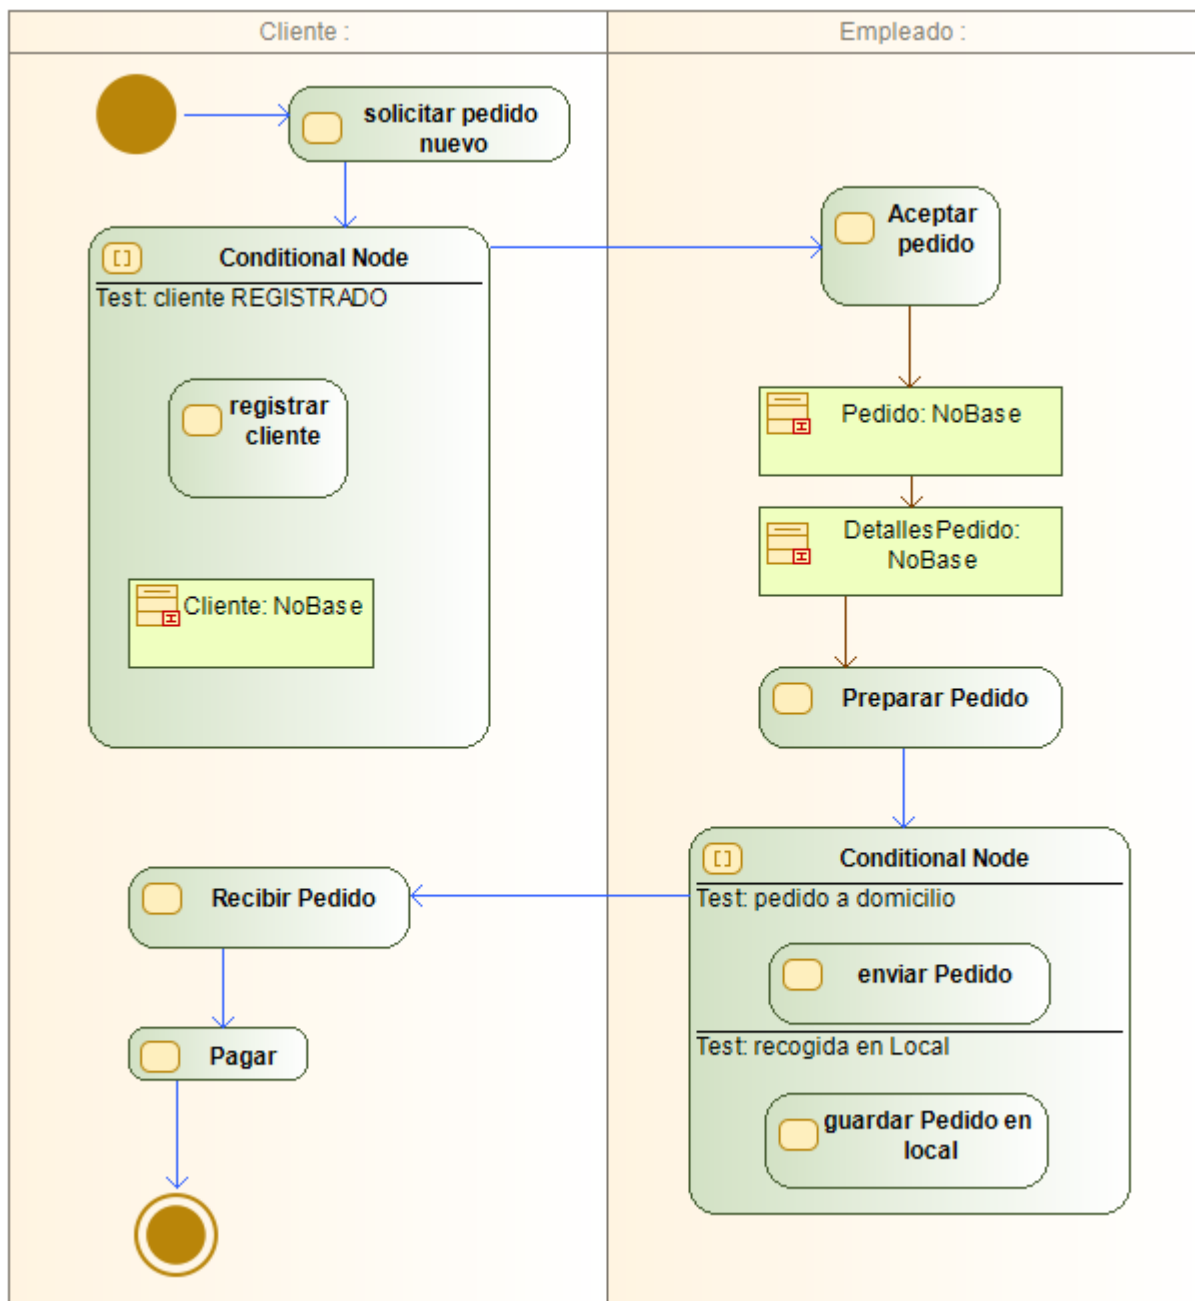 Cliente :
Empleado :
solicitar pedido
nuevo
Aceptar
pedido
Conditional Node
Test: cliente REGISTRADO
registrar
cliente
Cliente: NoBase
Pedido: NoBase
DetallesPedido:
NoBase
Preparar Pedido
Conditional Node
Test: pedido a domicilio
enviar Pedido
Test: recogida en Local
guardar Pedido en
local
Recibir Pedido
Pagar